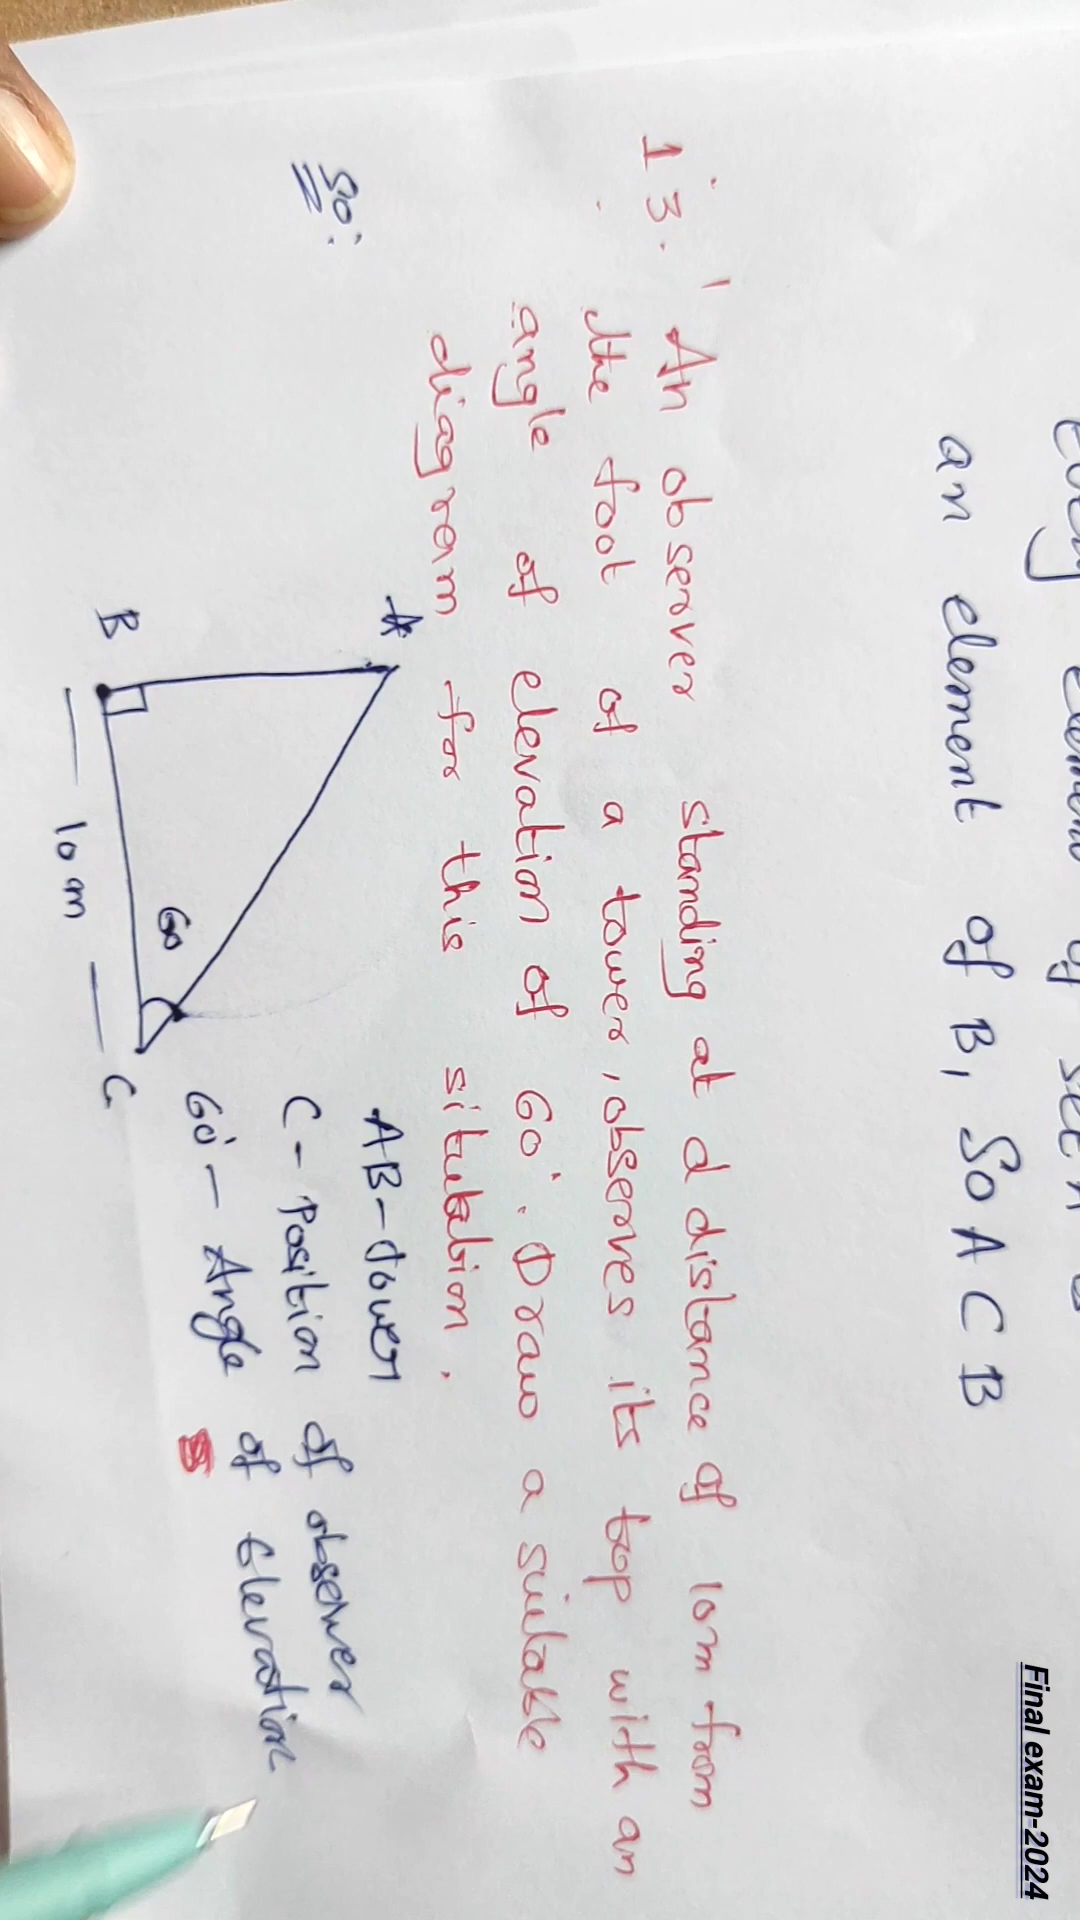 Final exam-2024
an element of B, So A C B
13. An observer standing at d distance of 10m from
the foot of a tower, observes its top with an
angle of elevation of 60°. Draw a suitable
diagram for this situation.
So:
A
B
C
60
10 m
AB - Tower
C - Position of observer
60° - Angle of Elevation